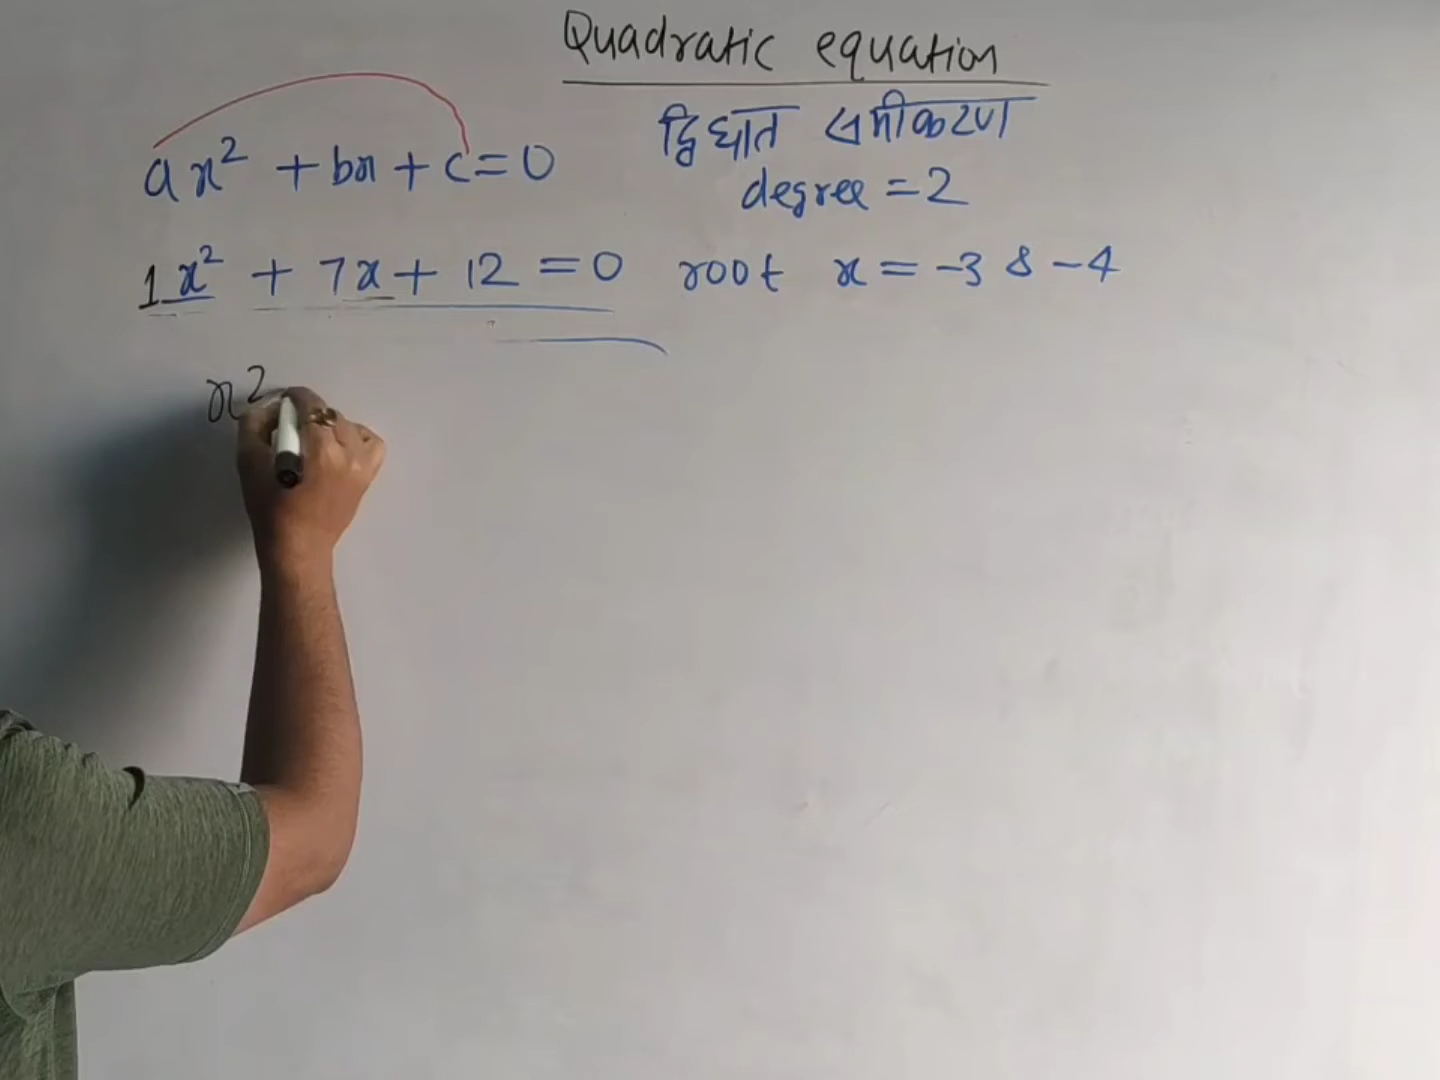 Quadratic equation
द्विघात समीकरण
ax² + bx + c = 0
degree = 2
1x² + 7x + 12 = 0 root x = -3 & -4
x²